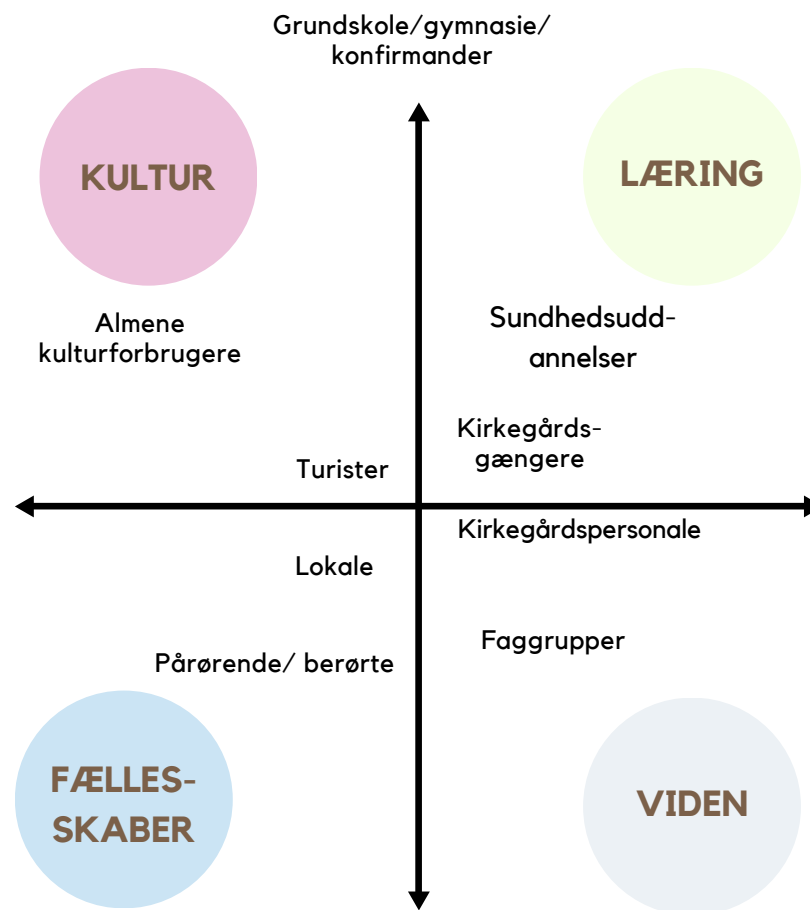 Grundskole/gymnasie/
konfirmander
KULTUR
LÆRING
Almene
kulturforbrugere
Sundhedsudd-
annelser
Kirkegårds-
gængere
Turister
Kirkegårdspersonale
Lokale
Faggrupper
Pårørende/ berørte
FÆLLES-
SKABER
VIDEN